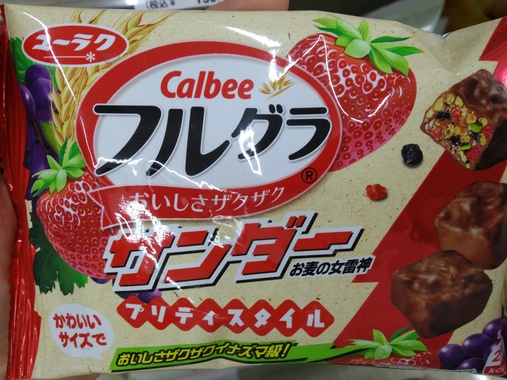 ユーラク
Calbee
フルグラ®
おいしさザクザク
サンダー
お麦の女雷神
プリティスタイル
かわいい
サイズで
おいしさザクザクイナズマ級!